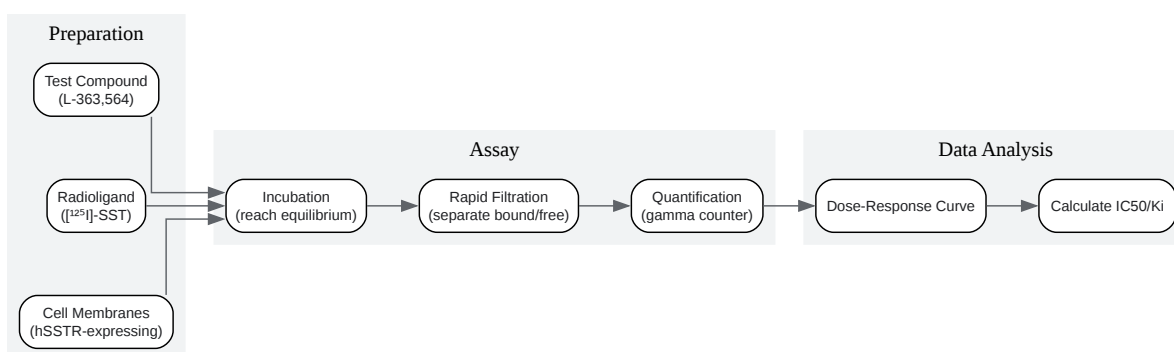 Preparation
Test Compound
(L-363,564)
Radioligand
([¹²⁵I]-SST)
Cell Membranes
(hSSTR-expressing)
Assay
Incubation
(reach equilibrium)
Rapid Filtration
(separate bound/free)
Quantification
(gamma counter)
Data Analysis
Dose-Response Curve
Calculate IC50/Ki